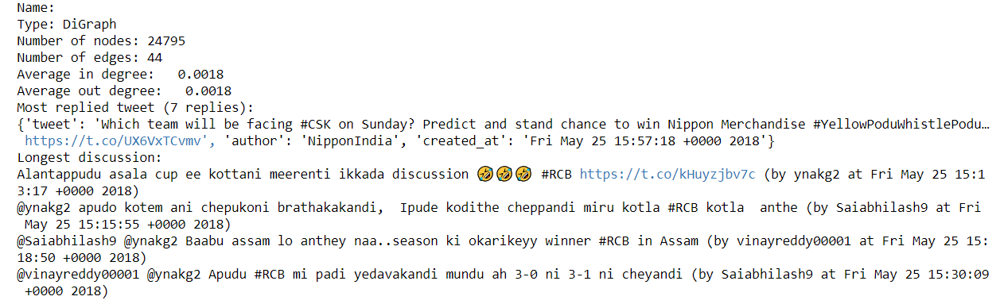 Name:
Type: DiGraph
Number of nodes: 24795
Number of edges: 44
Average in degree:   0.0018
Average out degree:   0.0018
Most replied tweet (7 replies):
{'tweet': 'Which team will be facing #CSK on Sunday? Predict and stand chance to win Nippon Merchandise #YellowPoduWhistlePodu…
https://t.co/UX6VxTCvmv', 'author': 'NipponIndia', 'created_at': 'Fri May 25 15:57:18 +0000 2018'}
Longest discussion:
Alantappudu asala cup ee kottani meerenti ikkada discussion 🤣🤣🤣 #RCB https://t.co/kHuyzjbv7c (by ynakg2 at Fri May 25 15:1
3:17 +0000 2018)
@ynakg2 apudo kotem ani chepukoni brathakakandi,  Ipude kodithe cheppandi miru kotla #RCB kotla  anthe (by Saiabhilash9 at Fri
May 25 15:15:55 +0000 2018)
@Saiabhilash9 @ynakg2 Baabu assam lo anthey naa..season ki okarikeyy winner #RCB in Assam (by vinayreddy00001 at Fri May 25 15:
18:50 +0000 2018)
@vinayreddy00001 @ynakg2 Apudu #RCB mi padi yedavakandi mundu ah 3-0 ni 3-1 ni cheyandi (by Saiabhilash9 at Fri May 25 15:30:09
+0000 2018)